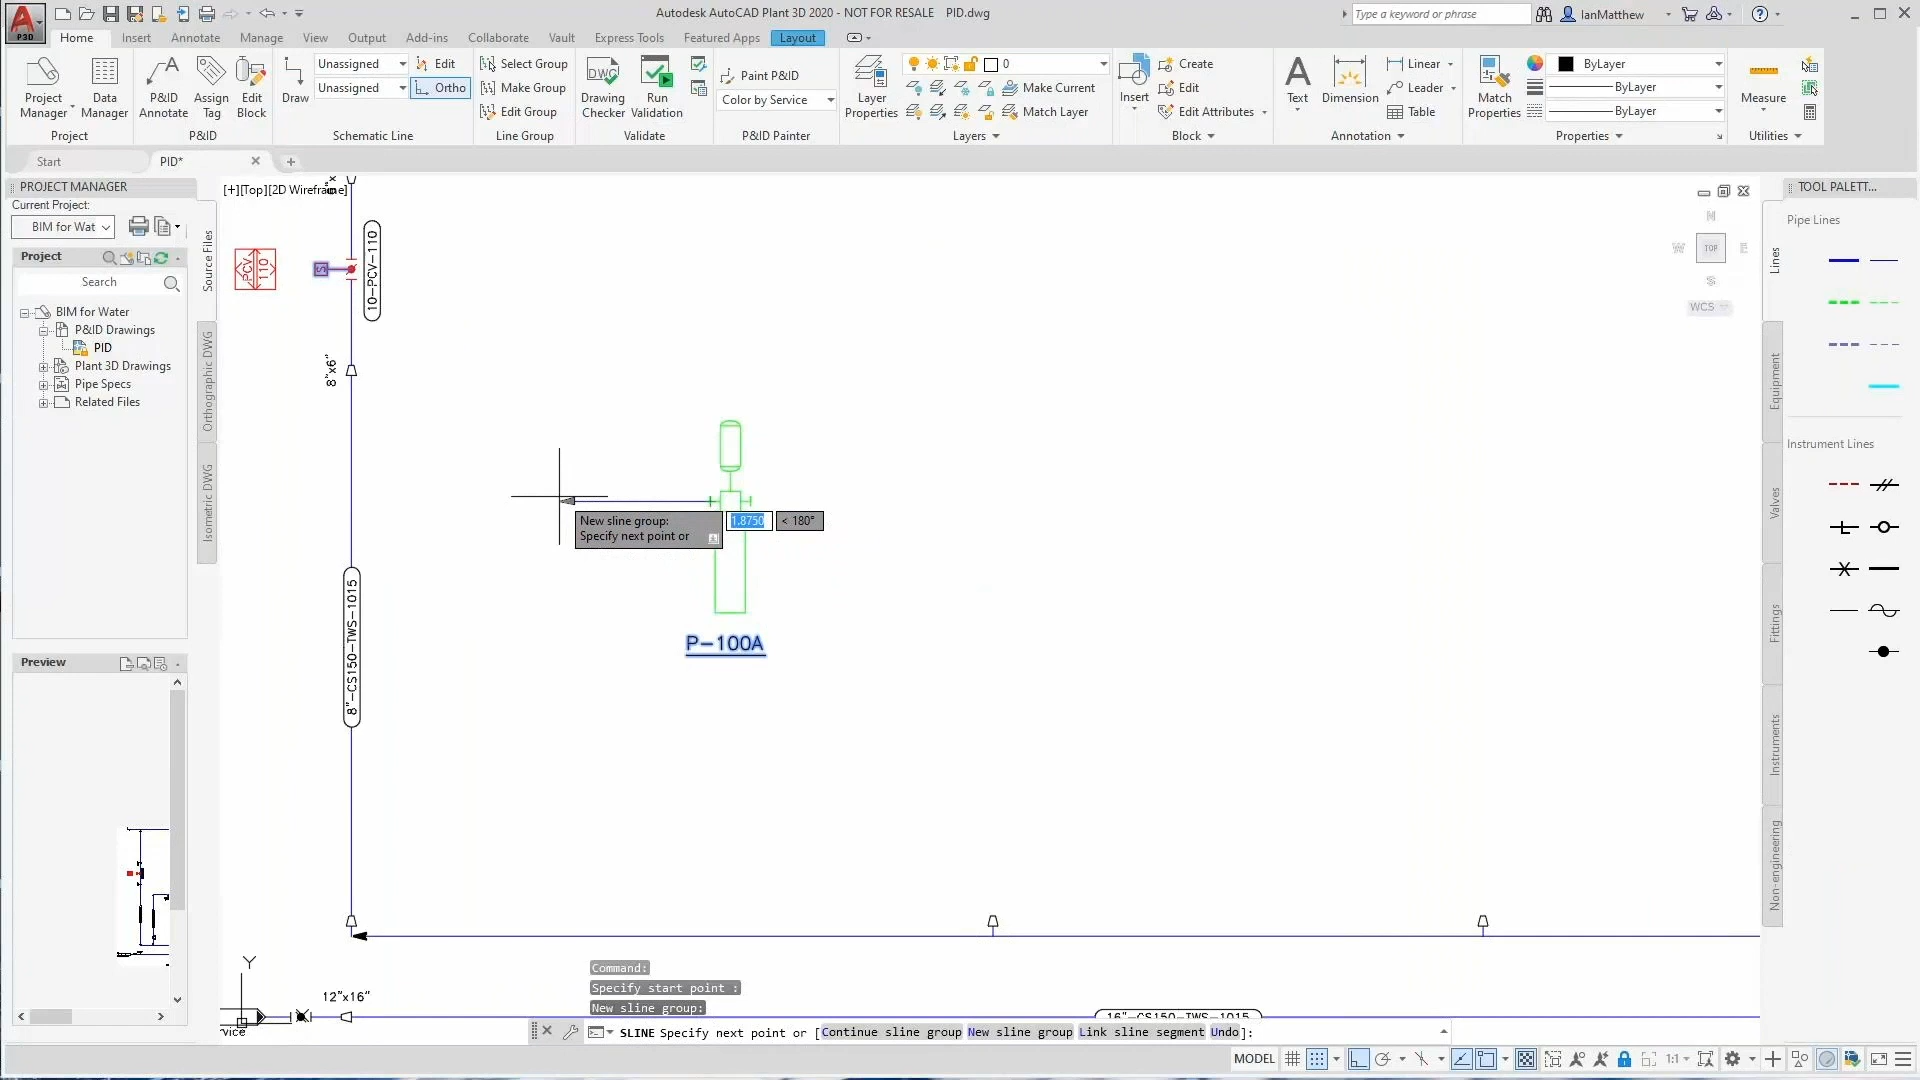 Autodesk AutoCAD Plant 3D 2020 - NOT FOR RESALE PID.dwg
Type a keyword or phrase
IanMatthew
P3D
Home Insert Annotate Manage View Output Add-ins Collaborate Vault Express Tools Featured Apps Layout
Project Manager
Data Manager
Project
P&ID Annotate
Assign Tag
Edit Block
P&ID
Draw
Unassigned
Unassigned
Edit
Ortho
Schematic Line
Select Group
Make Group
Edit Group
Line Group
DWG
Drawing Checker
Run Validation
Validate
Paint P&ID
Color by Service
P&ID Painter
Layer Properties
0
Make Current
Match Layer
Layers
Insert
Create
Edit
Edit Attributes
Block
Text
Dimension
Linear
Leader
Table
Annotation
Match Properties
ByLayer
ByLayer
ByLayer
Properties
Measure
Utilities
Start
PID*
PROJECT MANAGER
Current Project:
BIM for Wat
Project
Search
BIM for Water
P&ID Drawings
PID
Plant 3D Drawings
Pipe Specs
Related Files
Source Files
Orthographic DWG
Isometric DWG
Preview
[+][Top][2D Wireframe]
PCV
110
S
10-PCV-110
8"x6"
8"-CS150-TWS-1015
New sline group:
Specify next point or
1.8750
< 180°
P-100A
N
W TOP E
S
WCS
Y
12"x16"
16"-CS150-TWS-1015
Command:
Specify start point :
New sline group:
SLINE Specify next point or [Continue sline group New sline group Link sline segment Undo]:
TOOL PALETT...
Pipe Lines
Instrument Lines
Lines
Equipment
Valves
Fittings
Instruments
Non-engineering
MODEL
1:1